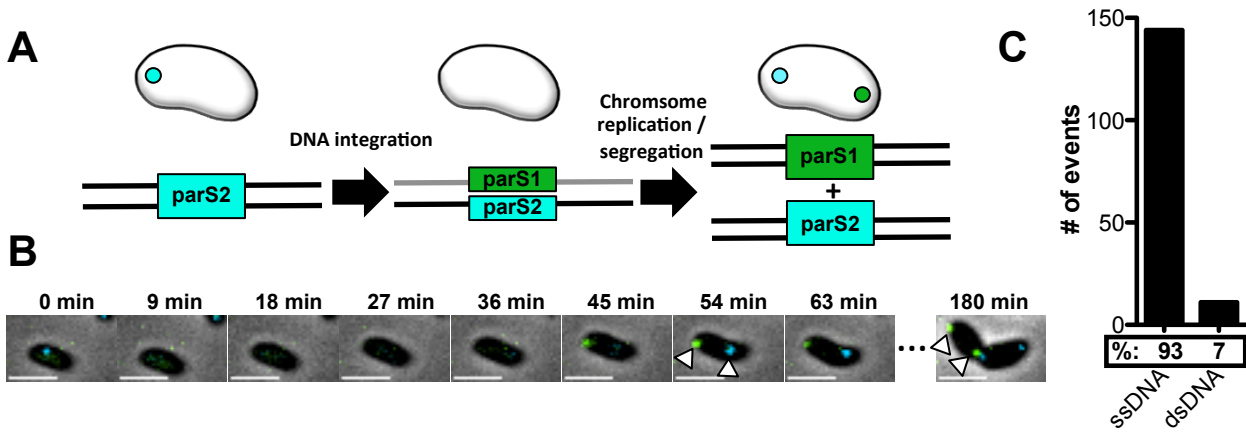 A
DNA integration
Chromsome
replication /
segregation
parS2
parS1
parS2
parS1
+
parS2
B
0 min 9 min 18 min 27 min 36 min 45 min 54 min 63 min 180 min
C
# of events
150
100
50
0
%: 93 7
ssDNA
dsDNA